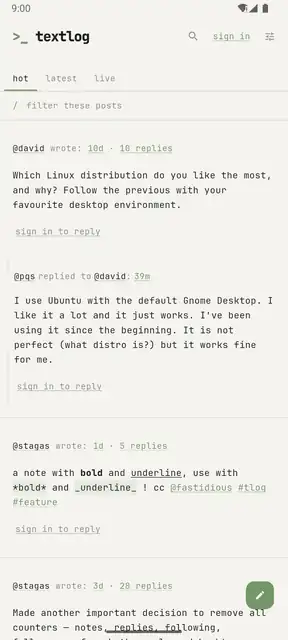 9:00
>_ textlog
sign in
hot latest live
/ filter these posts
@david wrote: 10d · 10 replies
Which Linux distribution do you like the most,
and why? Follow the previous with your
favourite desktop environment.
sign in to reply
@pqs replied to @david: 39m
I use Ubuntu with the default Gnome Desktop. I
like it a lot and it just works. I've been
using it since the beginning. It is not
perfect (what distro is?) but it works fine
for me.
sign in to reply
@stagas wrote: 1d · 5 replies
a note with bold and underline, use with
*bold* and _underline_ ! cc @fastidious #tlog
#feature
sign in to reply
@stagas wrote: 3d · 28 replies
Made another important decision to remove all
counters — notes, replies, following,